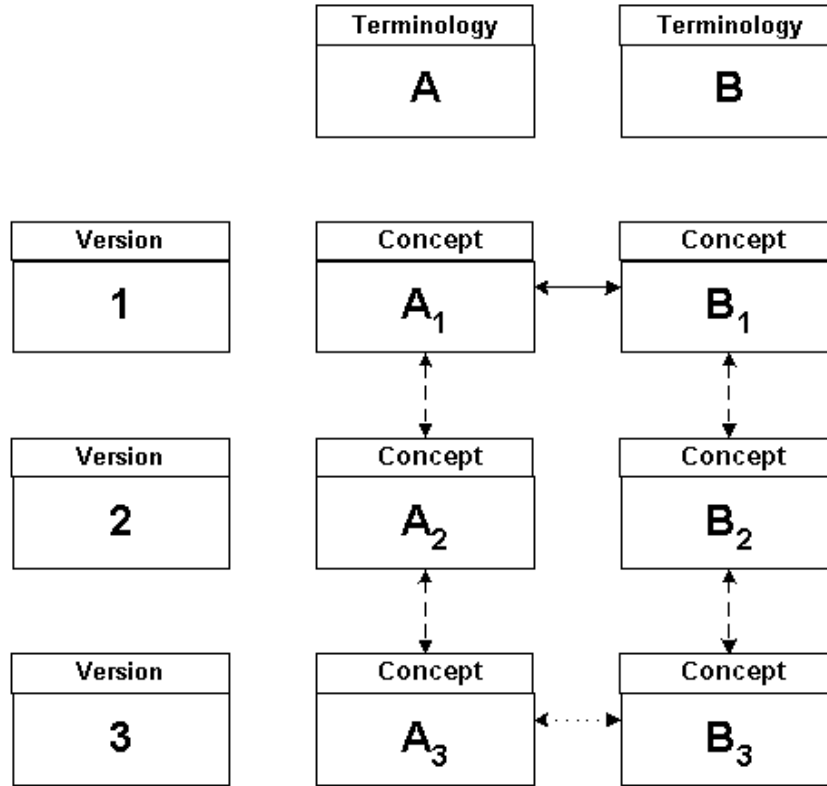 Terminology Terminology
A B
Version Concept Concept
1 A₁ B₁
Version Concept Concept
2 A₂ B₂
Version Concept Concept
3 A₃ B₃